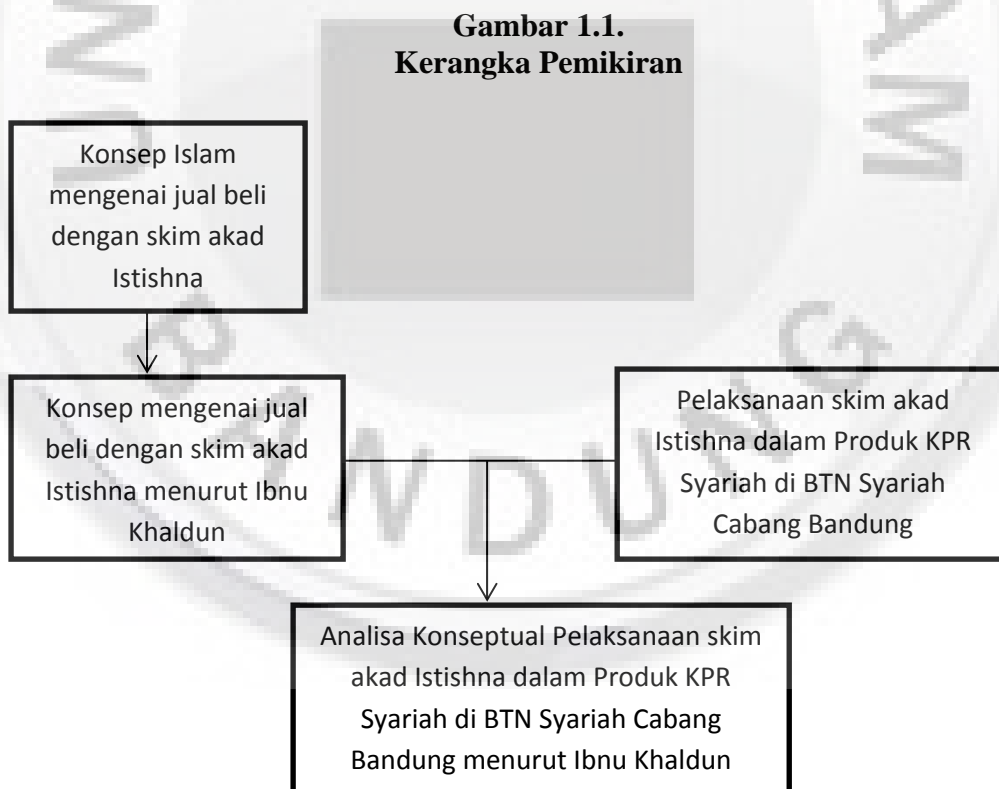 Gambar 1.1.
Kerangka Pemikiran
Konsep Islam
mengenai jual beli
dengan skim akad
Istishna
Konsep mengenai jual
beli dengan skim akad
Istishna menurut Ibnu
Khaldun
Pelaksanaan skim akad
Istishna dalam Produk KPR
Syariah di BTN Syariah
Cabang Bandung
Analisa Konseptual Pelaksanaan skim
akad Istishna dalam Produk KPR
Syariah di BTN Syariah Cabang
Bandung menurut Ibnu Khaldun
BANDUNG